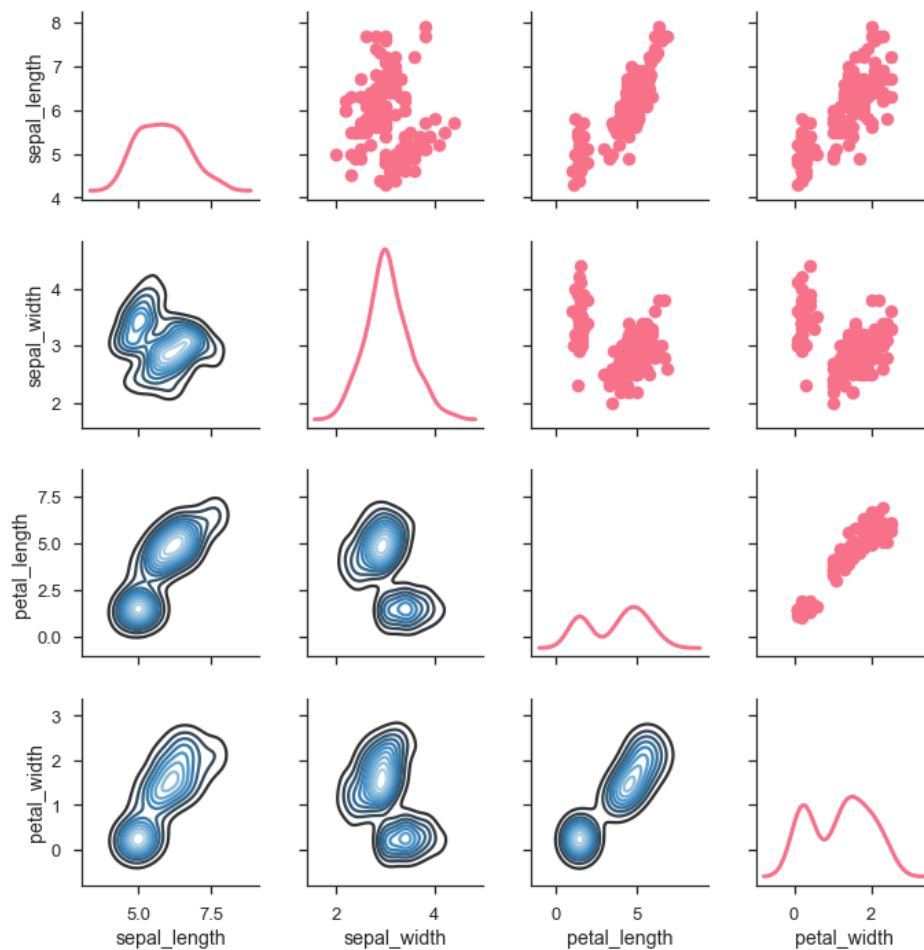 sepal_length
8
7
6
5
4
sepal_width
4
3
2
petal_length
7.5
5.0
2.5
0.0
petal_width
3
2
1
0
5.0 7.5 2 4 0 5 0 2
sepal_length sepal_width petal_length petal_width